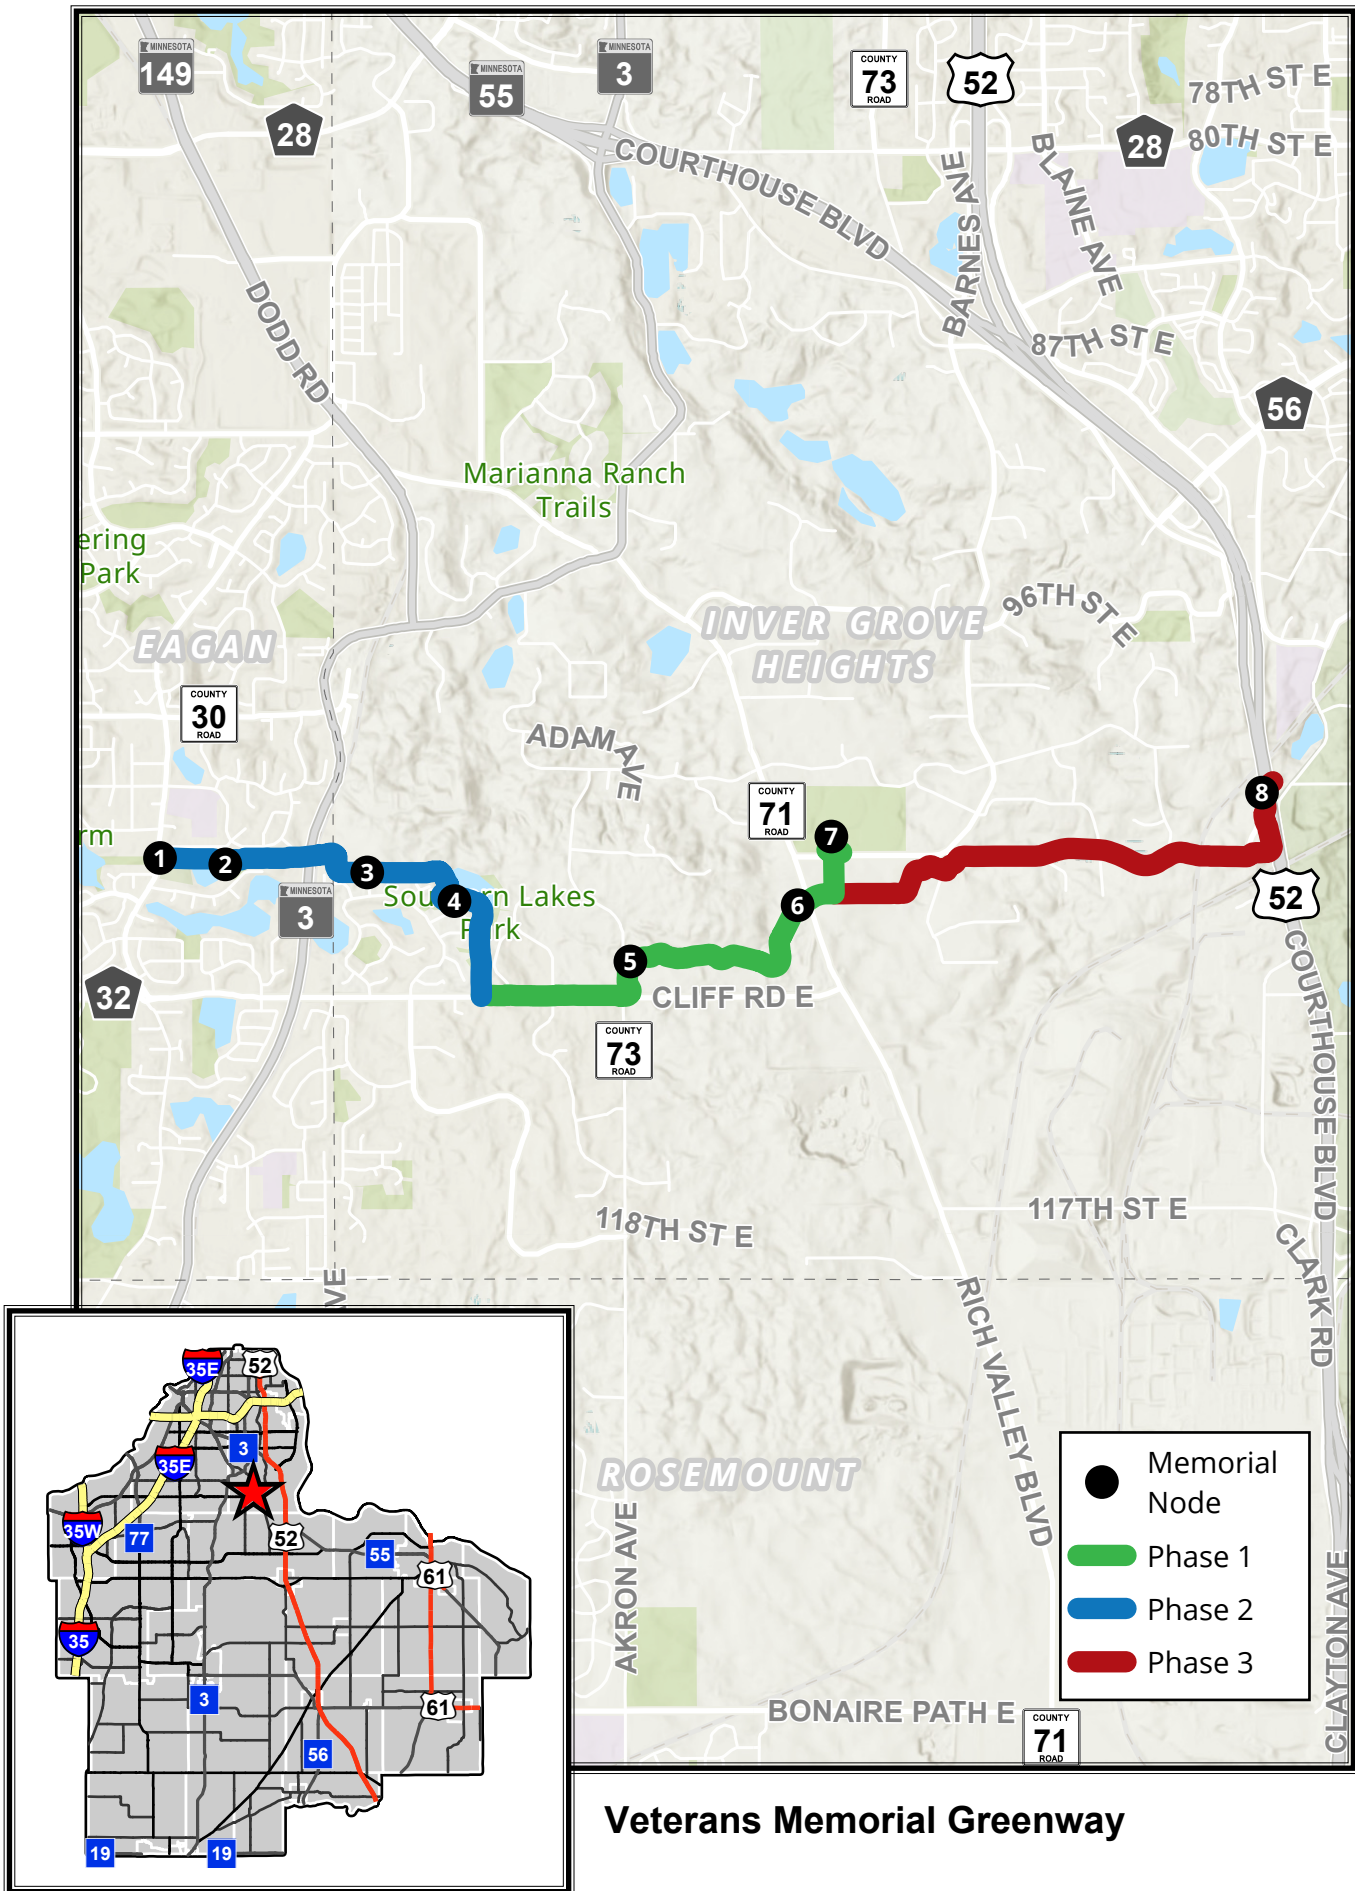 MINNESOTA
149
28
MINNESOTA
55
MINNESOTA
3
COUNTY
73
ROAD
52
78TH ST E
28
80TH ST E
COURTHOUSE BLVD
BARNES AVE
BLAINE AVE
87TH ST E
DODD RD
56
Marianna Ranch
Trails
ering
Park
EAGAN
INVER GROVE
HEIGHTS
96TH ST E
COUNTY
30
ROAD
ADAM AVE
COUNTY
71
ROAD
rm
1
2
3
4
5
6
7
8
MINNESOTA
3
Lakes
52
32
CLIFF RD E
COUNTY
73
ROAD
COURTHOUSE BLVD
118TH ST E
117TH ST E
CLARK RD
AVE
RICH VALLEY BLVD
ROSEMOUNT
AKRON AVE
CLAYTON AVE
BONAIRE PATH E
COUNTY
71
ROAD
Memorial
Node
Phase 1
Phase 2
Phase 3
35E
52
3
35E
35W
77
52
55
61
35
3
61
56
19
19
Veterans Memorial Greenway